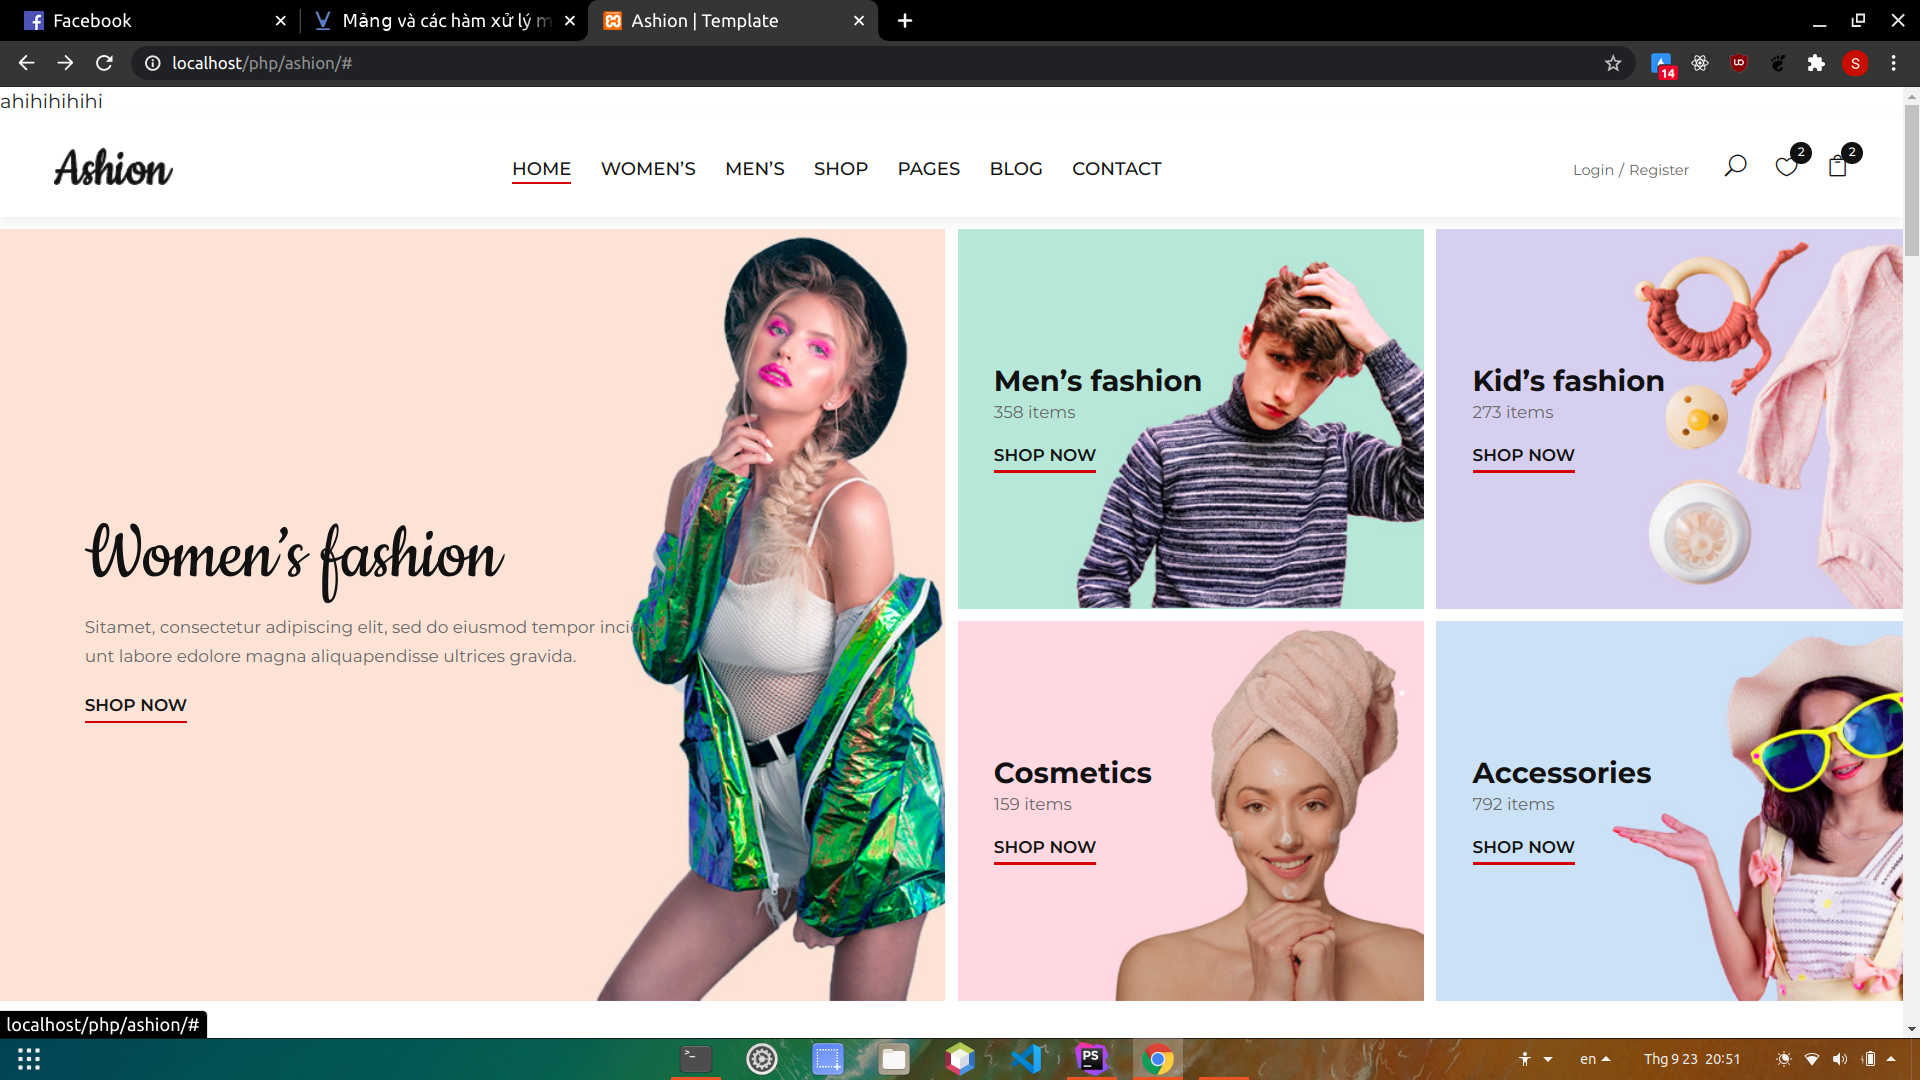 Facebook
Mảng và các hàm xử lý m
Ashion | Template
localhost/php/ashion/#
14
S
ahihihihihi
Ashion
HOME
WOMEN’S
MEN’S
SHOP
PAGES
BLOG
CONTACT
Login / Register
2
2
Women’s fashion
Sitamet, consectetur adipiscing elit, sed do eiusmod tempor incidid
unt labore edolore magna aliquapendisse ultrices gravida.
SHOP NOW
Men’s fashion
358 items
SHOP NOW
Kid’s fashion
273 items
SHOP NOW
Cosmetics
159 items
SHOP NOW
Accessories
792 items
SHOP NOW
localhost/php/ashion/#
PS
en
Thg 9 23 20:51